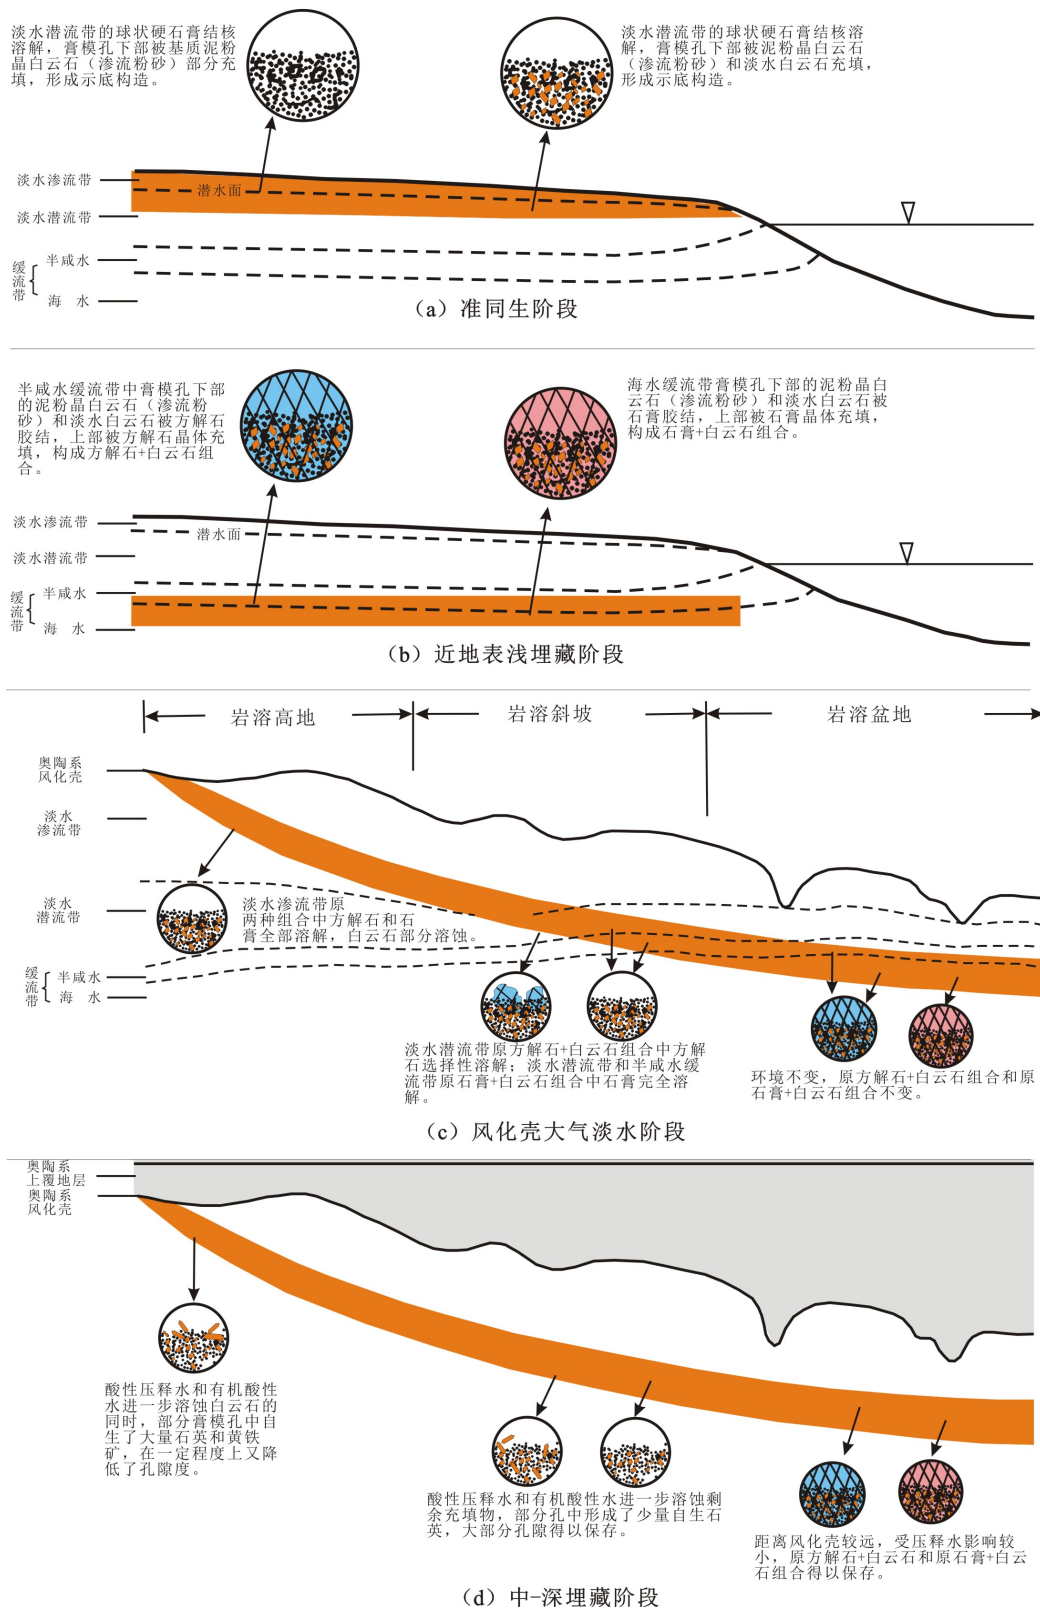 淡水潜流带的球状硬石膏结核
溶解，膏模孔下部被基质泥粉
晶白云石（渗流粉砂）部分充
填，形成示底构造。
淡水潜流带的球状硬石膏结核溶
解，膏模孔下部被泥粉晶白云石
（渗流粉砂）和淡水白云石充填，
形成示底构造。
淡水渗流带
潜水面
淡水潜流带
缓流带
半咸水
海 水
（a）准同生阶段
半咸水缓流带中膏模孔下部
的泥粉晶白云石（渗流粉
砂）和淡水白云石被方解石
胶结，上部被方解石晶体充
填，构成方解石+白云石组
合。
海水缓流带膏模孔下部的泥粉晶白
云石（渗流粉砂）和淡水白云石被
石膏胶结，上部被石膏晶体充填，
构成石膏+白云石组合。
淡水渗流带
潜水面
淡水潜流带
缓流带
半咸水
海 水
（b）近地表浅埋藏阶段
岩溶高地
岩溶斜坡
岩溶盆地
奥陶系
风化壳
淡水
渗流带
淡水
潜流带
缓流带
半咸水
海 水
淡水渗流带原
两种组合中方解石和石
膏全部溶解，白云石部分溶蚀。
淡水潜流带原方解石+白云石组合中方解
石选择性溶解；淡水潜流带和半咸水缓
流带原石膏+白云石组合中石膏完全溶
解。
环境不变，原方解石+白云石组合和原
石膏+白云石组合不变。
（c）风化壳大气淡水阶段
奥陶系
上覆地层
奥陶系
风化壳
酸性压释水和有机酸性
水进一步溶蚀白云石的
同时，部分膏模孔中自
生了大量石英和黄铁
矿，在一定程度上又降
低了孔隙度。
酸性压释水和有机酸性水进一步溶蚀剩
余充填物，部分孔中形成了少量自生石
英，大部分孔隙得以保存。
距离风化壳较远，受压释水影响较
小，原方解石+白云石和原石膏+白云
石组合得以保存。
（d）中-深埋藏阶段